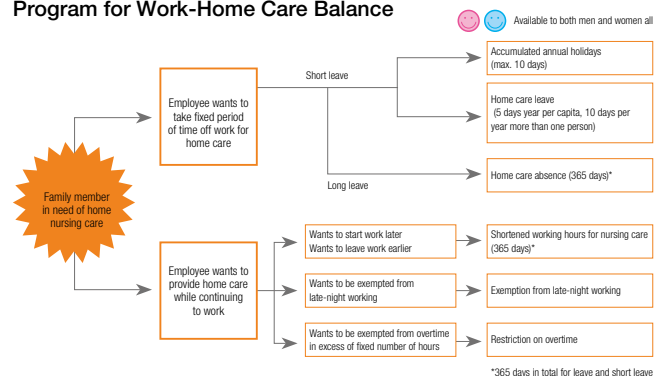 Program for Work-Home Care Balance
Available to both men and women all
Short leave
Accumulated annual holidays
(max. 10 days)
Employee wants to
take fixed period
of time off work for
home care
Home care leave
(5 days year per capita, 10 days per
year more than one person)
Home care absence (365 days)*
Long leave
Family member
in need of home
nursing care
Wants to start work later
Wants to leave work earlier
Shortened working hours for nursing care
(365 days)*
Employee wants to
provide home care
while continuing
to work
Wants to be exempted from
late-night working
Exemption from late-night working
Wants to be exempted from overtime
in excess of fixed number of hours
Restriction on overtime
*365 days in total for leave and short leave